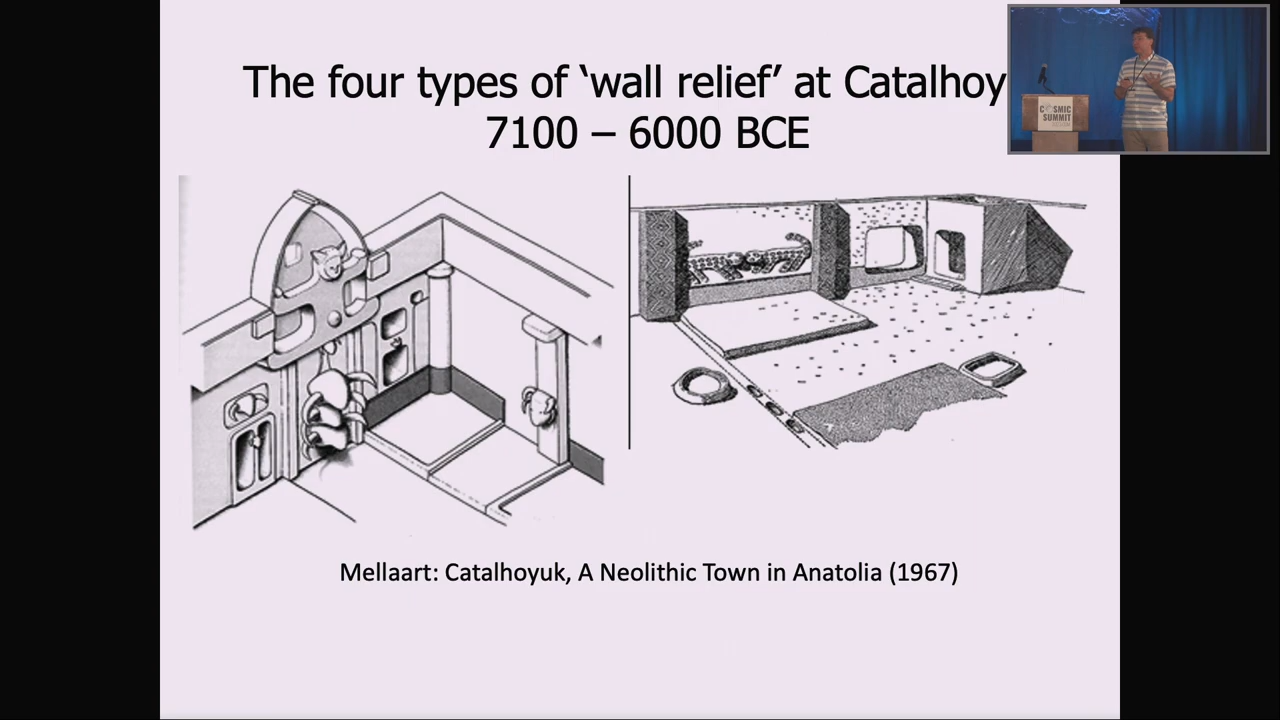 The four types of ‘wall relief’ at Catalhoy
7100 – 6000 BCE
COSMIC
SUMMIT
Mellaart: Catalhoyuk, A Neolithic Town in Anatolia (1967)